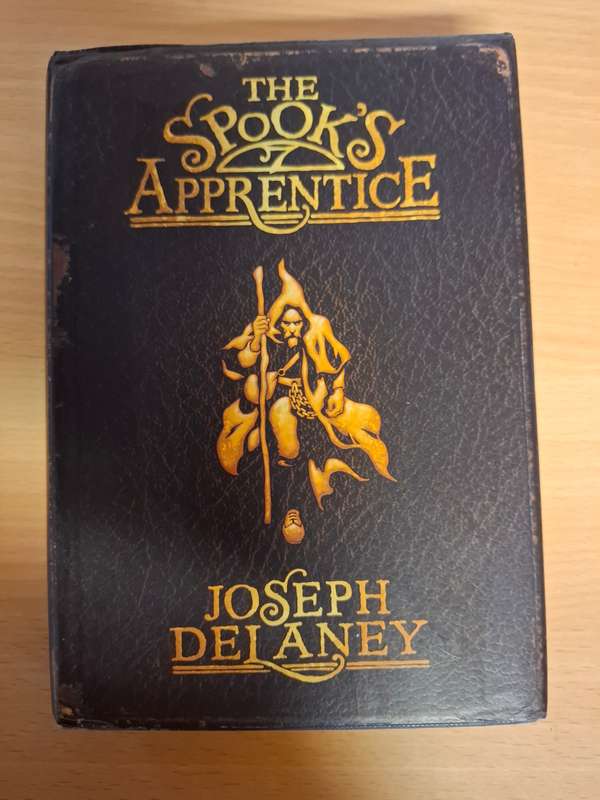 THE
SPOOK'S
APPRENTICE
JOSEPH
DELANEY